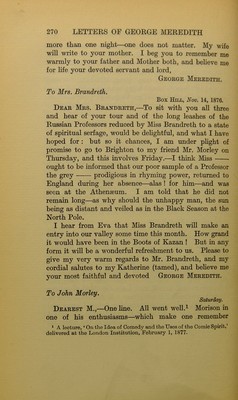 270 LETTERS OF GEORGE MEREDITH
more than one night—one does not matter. My wife
will write to your mother. I beg you to remember me
warmly to your father and Mother both, and believe me
for life your devoted servant and lord,
GEORGE MEREDITH.
To Mrs. Brandreth.
BOX HILL, Nov. 14, 1876.
DEAR MRS. BRANDRETH,—To sit with you all three
and hear of your tour and of the long leashes of the
Russian Professors reduced by Miss Brandreth to a state
of spiritual serfage, would be delightful, and what I have
hoped for: but so it chances, I am under plight of
promise to go to Brighton to my friend Mr. Morley on
Thursday, and this involves Friday.—I think Miss ——
ought to be informed that our poor sample of a Professor
the grey —— prodigious in rhyming power, returned to
England during her absence—alas! for him—and was
seen at the Athenæum. I am told that he did not
remain long—as why should the unhappy man, the sun
being as distant and veiled as in the Black Season at the
North Pole.
I hear from Eva that Miss Brandreth will make an
entry into our valley some time this month. How grand
it would have been in the Boots of Kazan! But in any
form it will be a wonderful refreshment to us. Please to
give my very warm regards to Mr. Brandreth, and my
cordial salutes to my Katherine (tamed), and believe me
your most faithful and devoted GEORGE MEREDITH.
To John Morley.
Saturday.
DEAREST M.,—One line. All went well.¹ Morison in
one of his enthusiasms—which make one remember
¹ A lecture, 'On the Idea of Comedy and the Uses of the Comic Spirit,'
delivered at the London Institution, February 1, 1877.